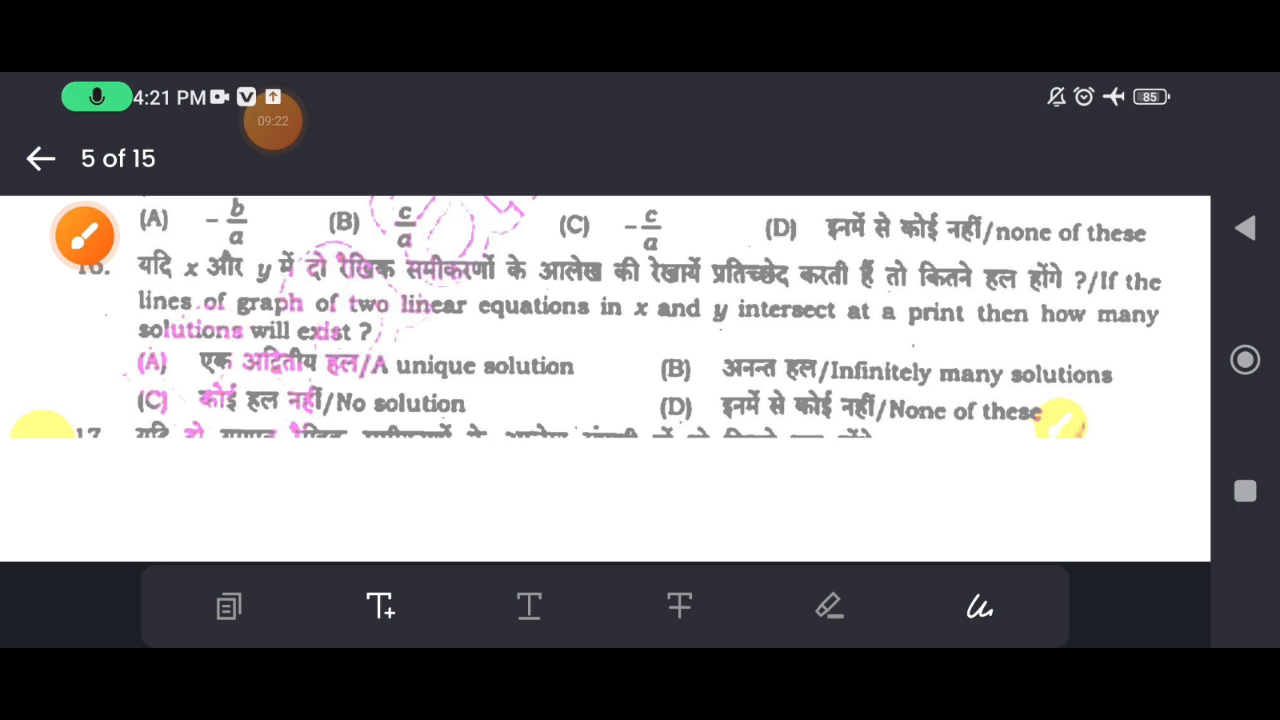 4:21 PM
85
09:22
5 of 15
(A) - b/a (B) c/a (C) - c/a (D) इनमें से कोई नहीं/none of these
16. यदि x और y में दो रैखिक समीकरणों के आलेख की रेखायें प्रतिच्छेद करती हैं तो कितने हल होंगे ?/If the
lines of graph of two linear equations in x and y intersect at a print then how many
solutions will exist ?
(A) एक अद्वितीय हल/A unique solution (B) अनन्त हल/Infinitely many solutions
(C) कोई हल नहीं/No solution (D) इनमें से कोई नहीं/None of these
17. यदि दो